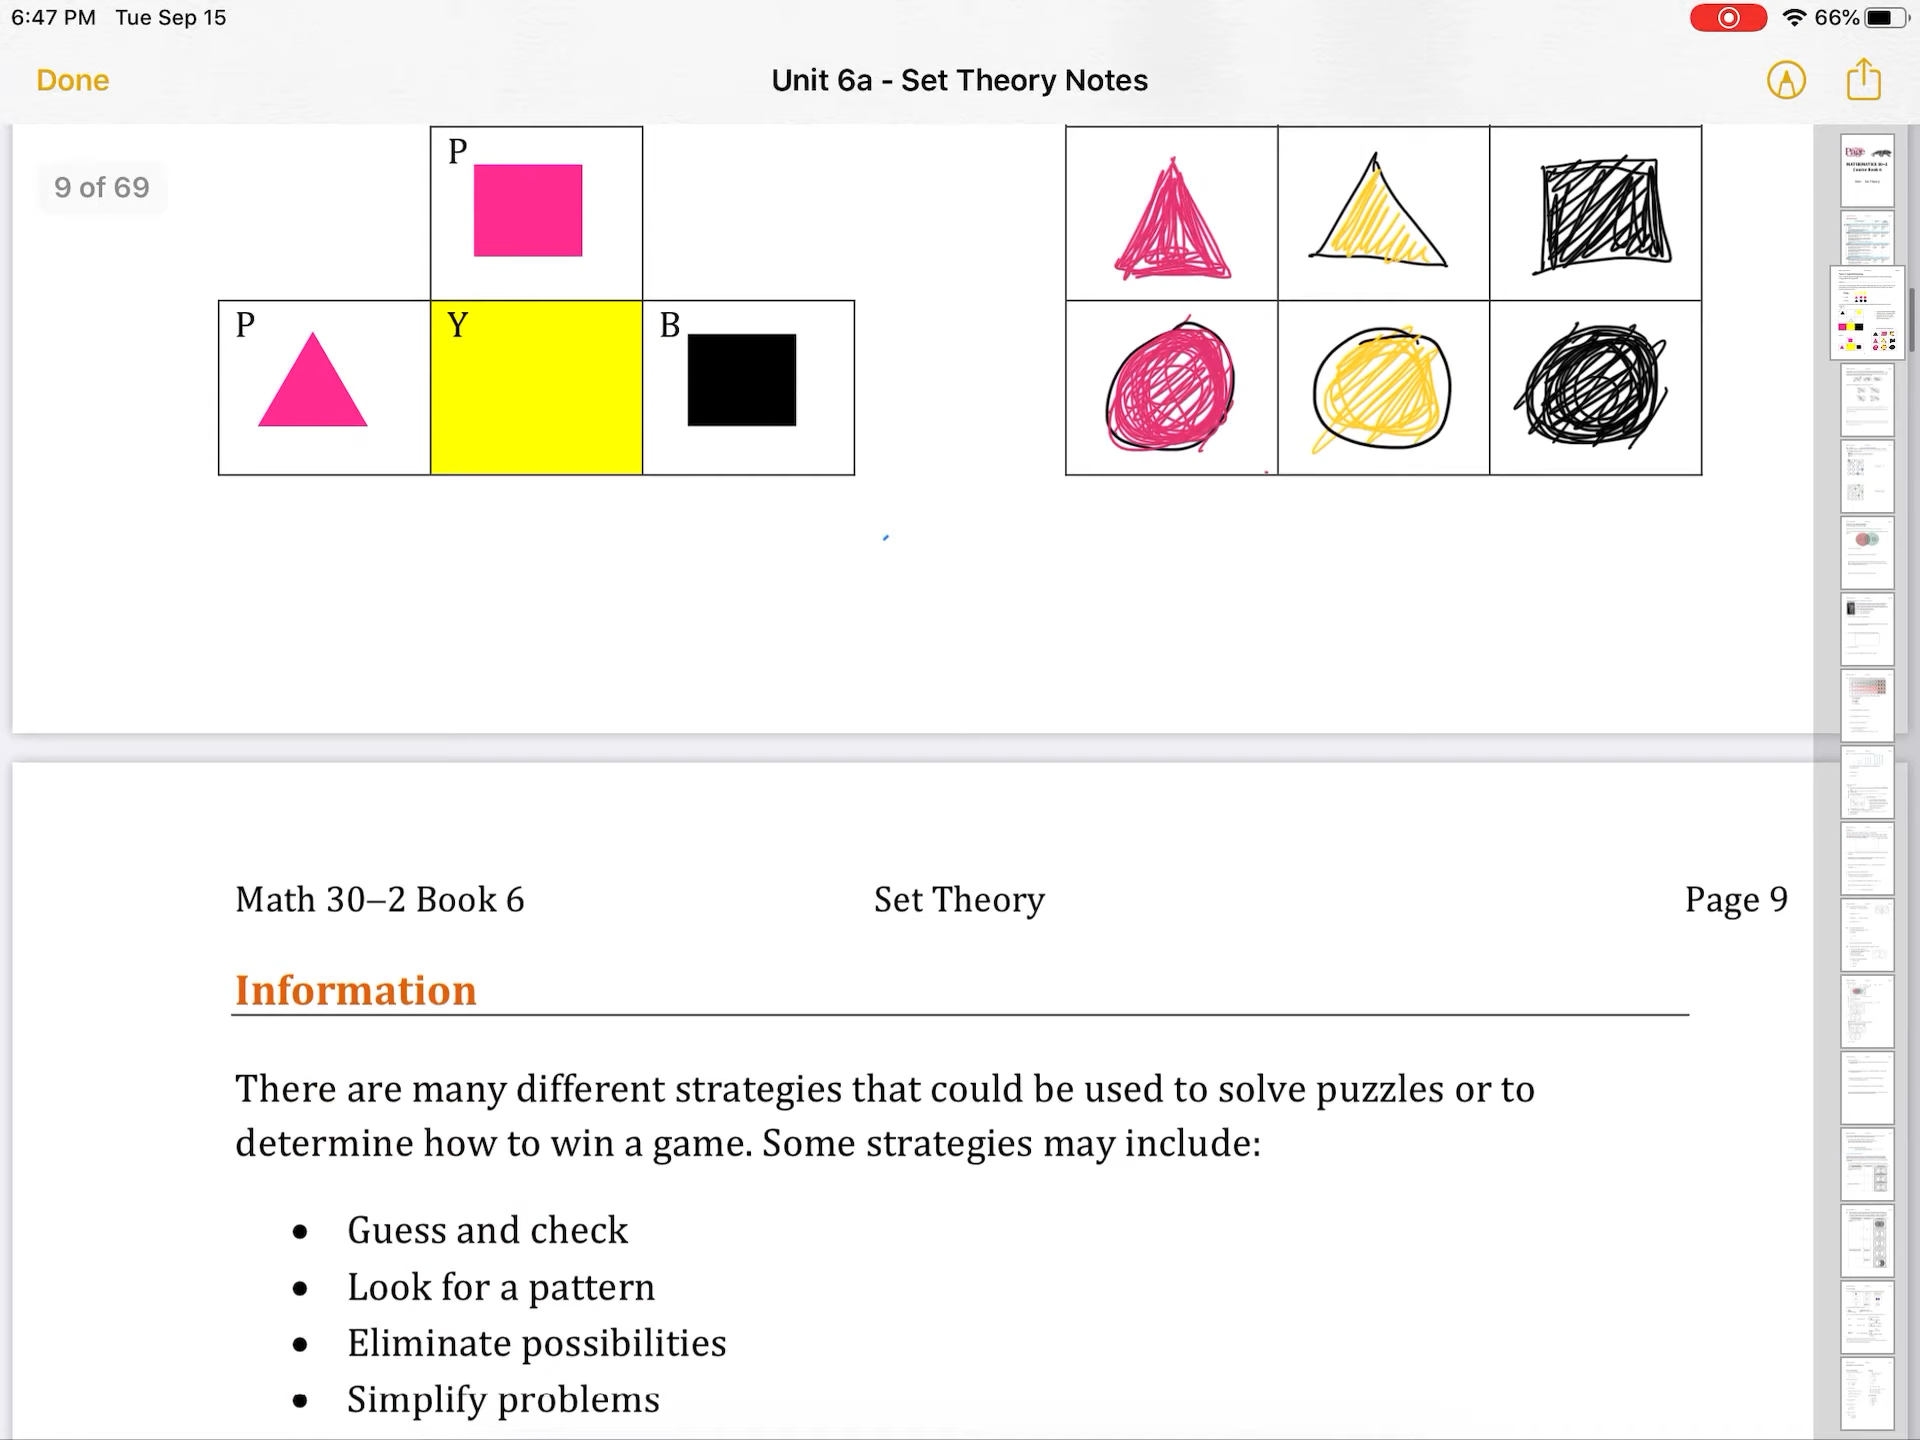 6:47 PM Tue Sep 15
66%
Done
Unit 6a - Set Theory Notes
9 of 69
P
P
Y
B
Math 30–2 Book 6
Set Theory
Page 9
Information
There are many different strategies that could be used to solve puzzles or to
determine how to win a game. Some strategies may include:
• Guess and check
• Look for a pattern
• Eliminate possibilities
• Simplify problems